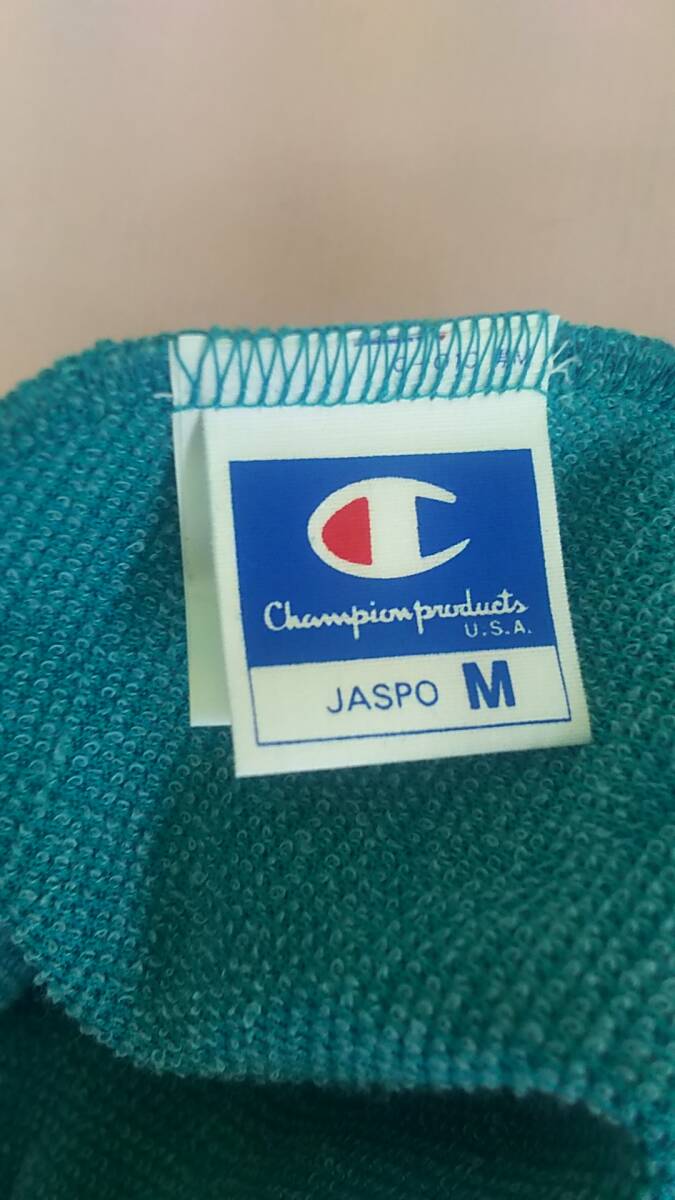 Champion products
U.S.A.
JASPO M